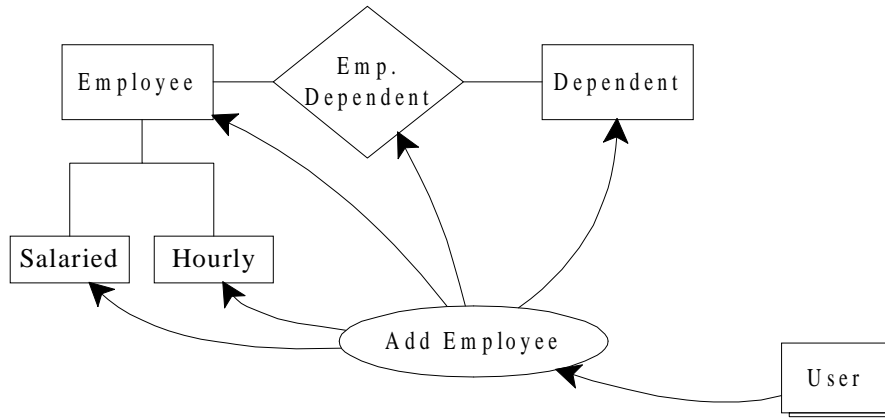 Employee
Emp.
Dependent
Dependent
Salaried
Hourly
Add Employee
User